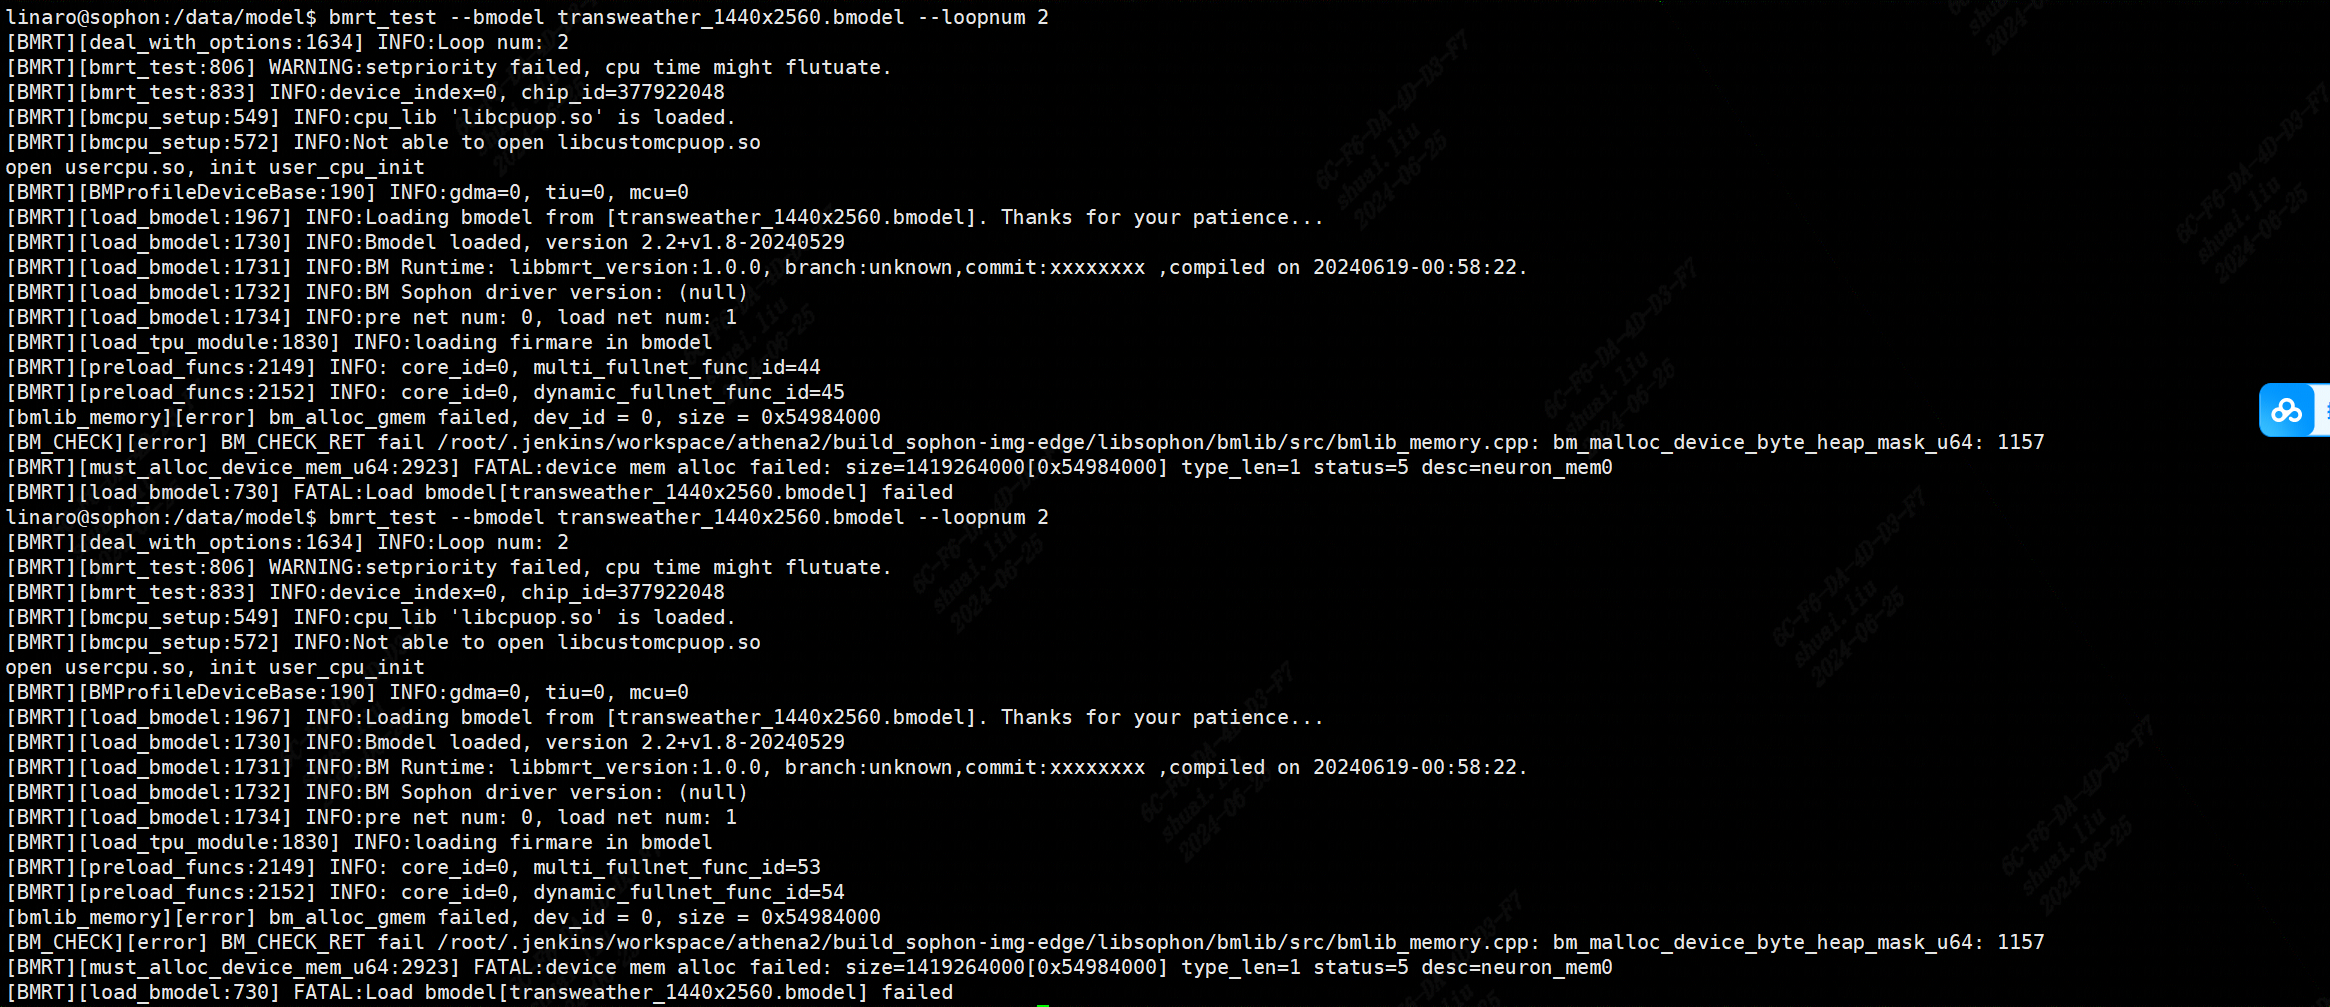 linaro@sophon:/data/model$ bmrt_test --bmodel transweather_1440x2560.bmodel --loopnum 2
[BMRT][deal_with_options:1634] INFO:Loop num: 2
[BMRT][bmrt_test:806] WARNING:setpriority failed, cpu time might flutuate.
[BMRT][bmrt_test:833] INFO:device_index=0, chip_id=377922048
[BMRT][bmcpu_setup:549] INFO:cpu_lib 'libcpuop.so' is loaded.
[BMRT][bmcpu_setup:572] INFO:Not able to open libcustomcpuop.so
open usercpu.so, init user_cpu_init
[BMRT][BMProfileDeviceBase:190] INFO:gdma=0, tiu=0, mcu=0
[BMRT][load_bmodel:1967] INFO:Loading bmodel from [transweather_1440x2560.bmodel]. Thanks for your patience...
[BMRT][load_bmodel:1730] INFO:Bmodel loaded, version 2.2+v1.8-20240529
[BMRT][load_bmodel:1731] INFO:BM Runtime: libbmrt_version:1.0.0, branch:unknown,commit:xxxxxxxx ,compiled on 20240619-00:58:22.
[BMRT][load_bmodel:1732] INFO:BM Sophon driver version: (null)
[BMRT][load_bmodel:1734] INFO:pre net num: 0, load net num: 1
[BMRT][load_tpu_module:1830] INFO:loading firmare in bmodel
[BMRT][preload_funcs:2149] INFO: core_id=0, multi_fullnet_func_id=44
[BMRT][preload_funcs:2152] INFO: core_id=0, dynamic_fullnet_func_id=45
[bmlib_memory][error] bm_alloc_gmem failed, dev_id = 0, size = 0x54984000
[BM_CHECK][error] BM_CHECK_RET fail /root/.jenkins/workspace/athena2/build_sophon-img-edge/libsophon/bmlib/src/bmlib_memory.cpp: bm_malloc_device_byte_heap_mask_u64: 1157
[BMRT][must_alloc_device_mem_u64:2923] FATAL:device mem alloc failed: size=1419264000[0x54984000] type_len=1 status=5 desc=neuron_mem0
[BMRT][load_bmodel:730] FATAL:Load bmodel[transweather_1440x2560.bmodel] failed
linaro@sophon:/data/model$ bmrt_test --bmodel transweather_1440x2560.bmodel --loopnum 2
[BMRT][deal_with_options:1634] INFO:Loop num: 2
[BMRT][bmrt_test:806] WARNING:setpriority failed, cpu time might flutuate.
[BMRT][bmrt_test:833] INFO:device_index=0, chip_id=377922048
[BMRT][bmcpu_setup:549] INFO:cpu_lib 'libcpuop.so' is loaded.
[BMRT][bmcpu_setup:572] INFO:Not able to open libcustomcpuop.so
open usercpu.so, init user_cpu_init
[BMRT][BMProfileDeviceBase:190] INFO:gdma=0, tiu=0, mcu=0
[BMRT][load_bmodel:1967] INFO:Loading bmodel from [transweather_1440x2560.bmodel]. Thanks for your patience...
[BMRT][load_bmodel:1730] INFO:Bmodel loaded, version 2.2+v1.8-20240529
[BMRT][load_bmodel:1731] INFO:BM Runtime: libbmrt_version:1.0.0, branch:unknown,commit:xxxxxxxx ,compiled on 20240619-00:58:22.
[BMRT][load_bmodel:1732] INFO:BM Sophon driver version: (null)
[BMRT][load_bmodel:1734] INFO:pre net num: 0, load net num: 1
[BMRT][load_tpu_module:1830] INFO:loading firmare in bmodel
[BMRT][preload_funcs:2149] INFO: core_id=0, multi_fullnet_func_id=53
[BMRT][preload_funcs:2152] INFO: core_id=0, dynamic_fullnet_func_id=54
[bmlib_memory][error] bm_alloc_gmem failed, dev_id = 0, size = 0x54984000
[BM_CHECK][error] BM_CHECK_RET fail /root/.jenkins/workspace/athena2/build_sophon-img-edge/libsophon/bmlib/src/bmlib_memory.cpp: bm_malloc_device_byte_heap_mask_u64: 1157
[BMRT][must_alloc_device_mem_u64:2923] FATAL:device mem alloc failed: size=1419264000[0x54984000] type_len=1 status=5 desc=neuron_mem0
[BMRT][load_bmodel:730] FATAL:Load bmodel[transweather_1440x2560.bmodel] failed
6C-F6-DA-4D-D3-F7
shuai.liu
2024-06-25